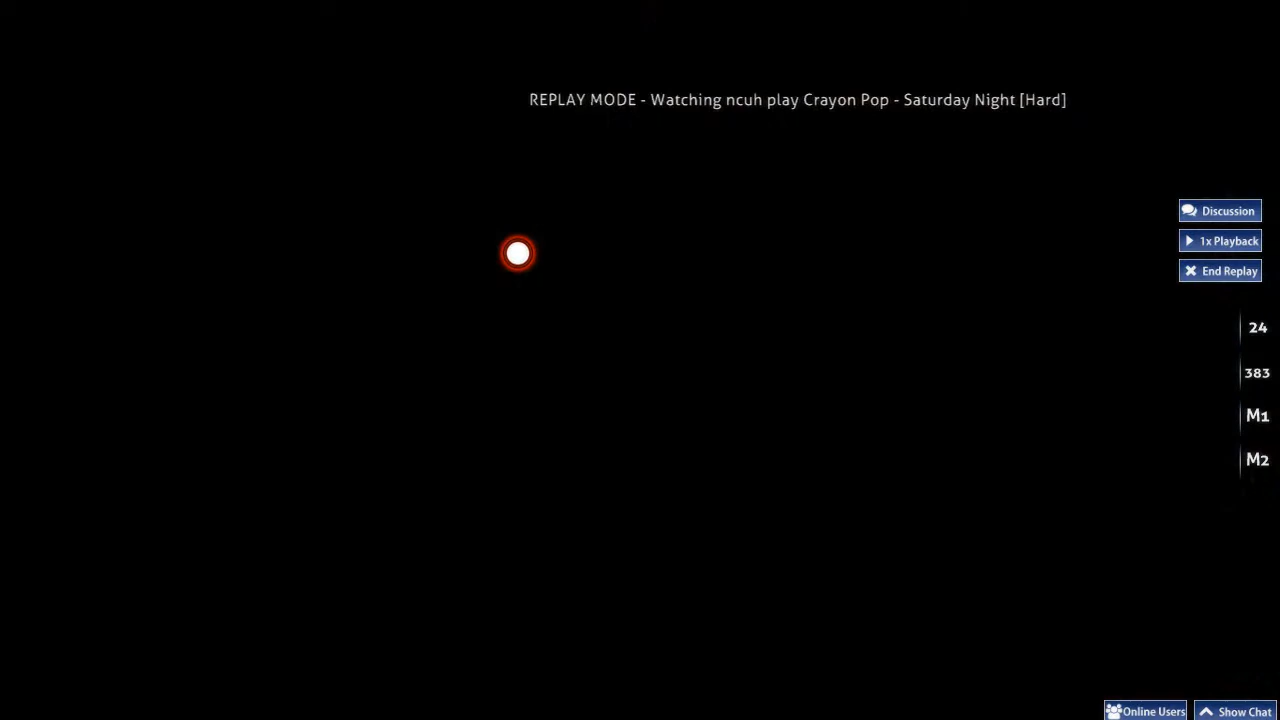 REPLAY MODE - Watching ncuh play Crayon Pop - Saturday Night [Hard]
Discussion
1x Playback
End Replay
24
383
M1
M2
Online Users
Show Chat